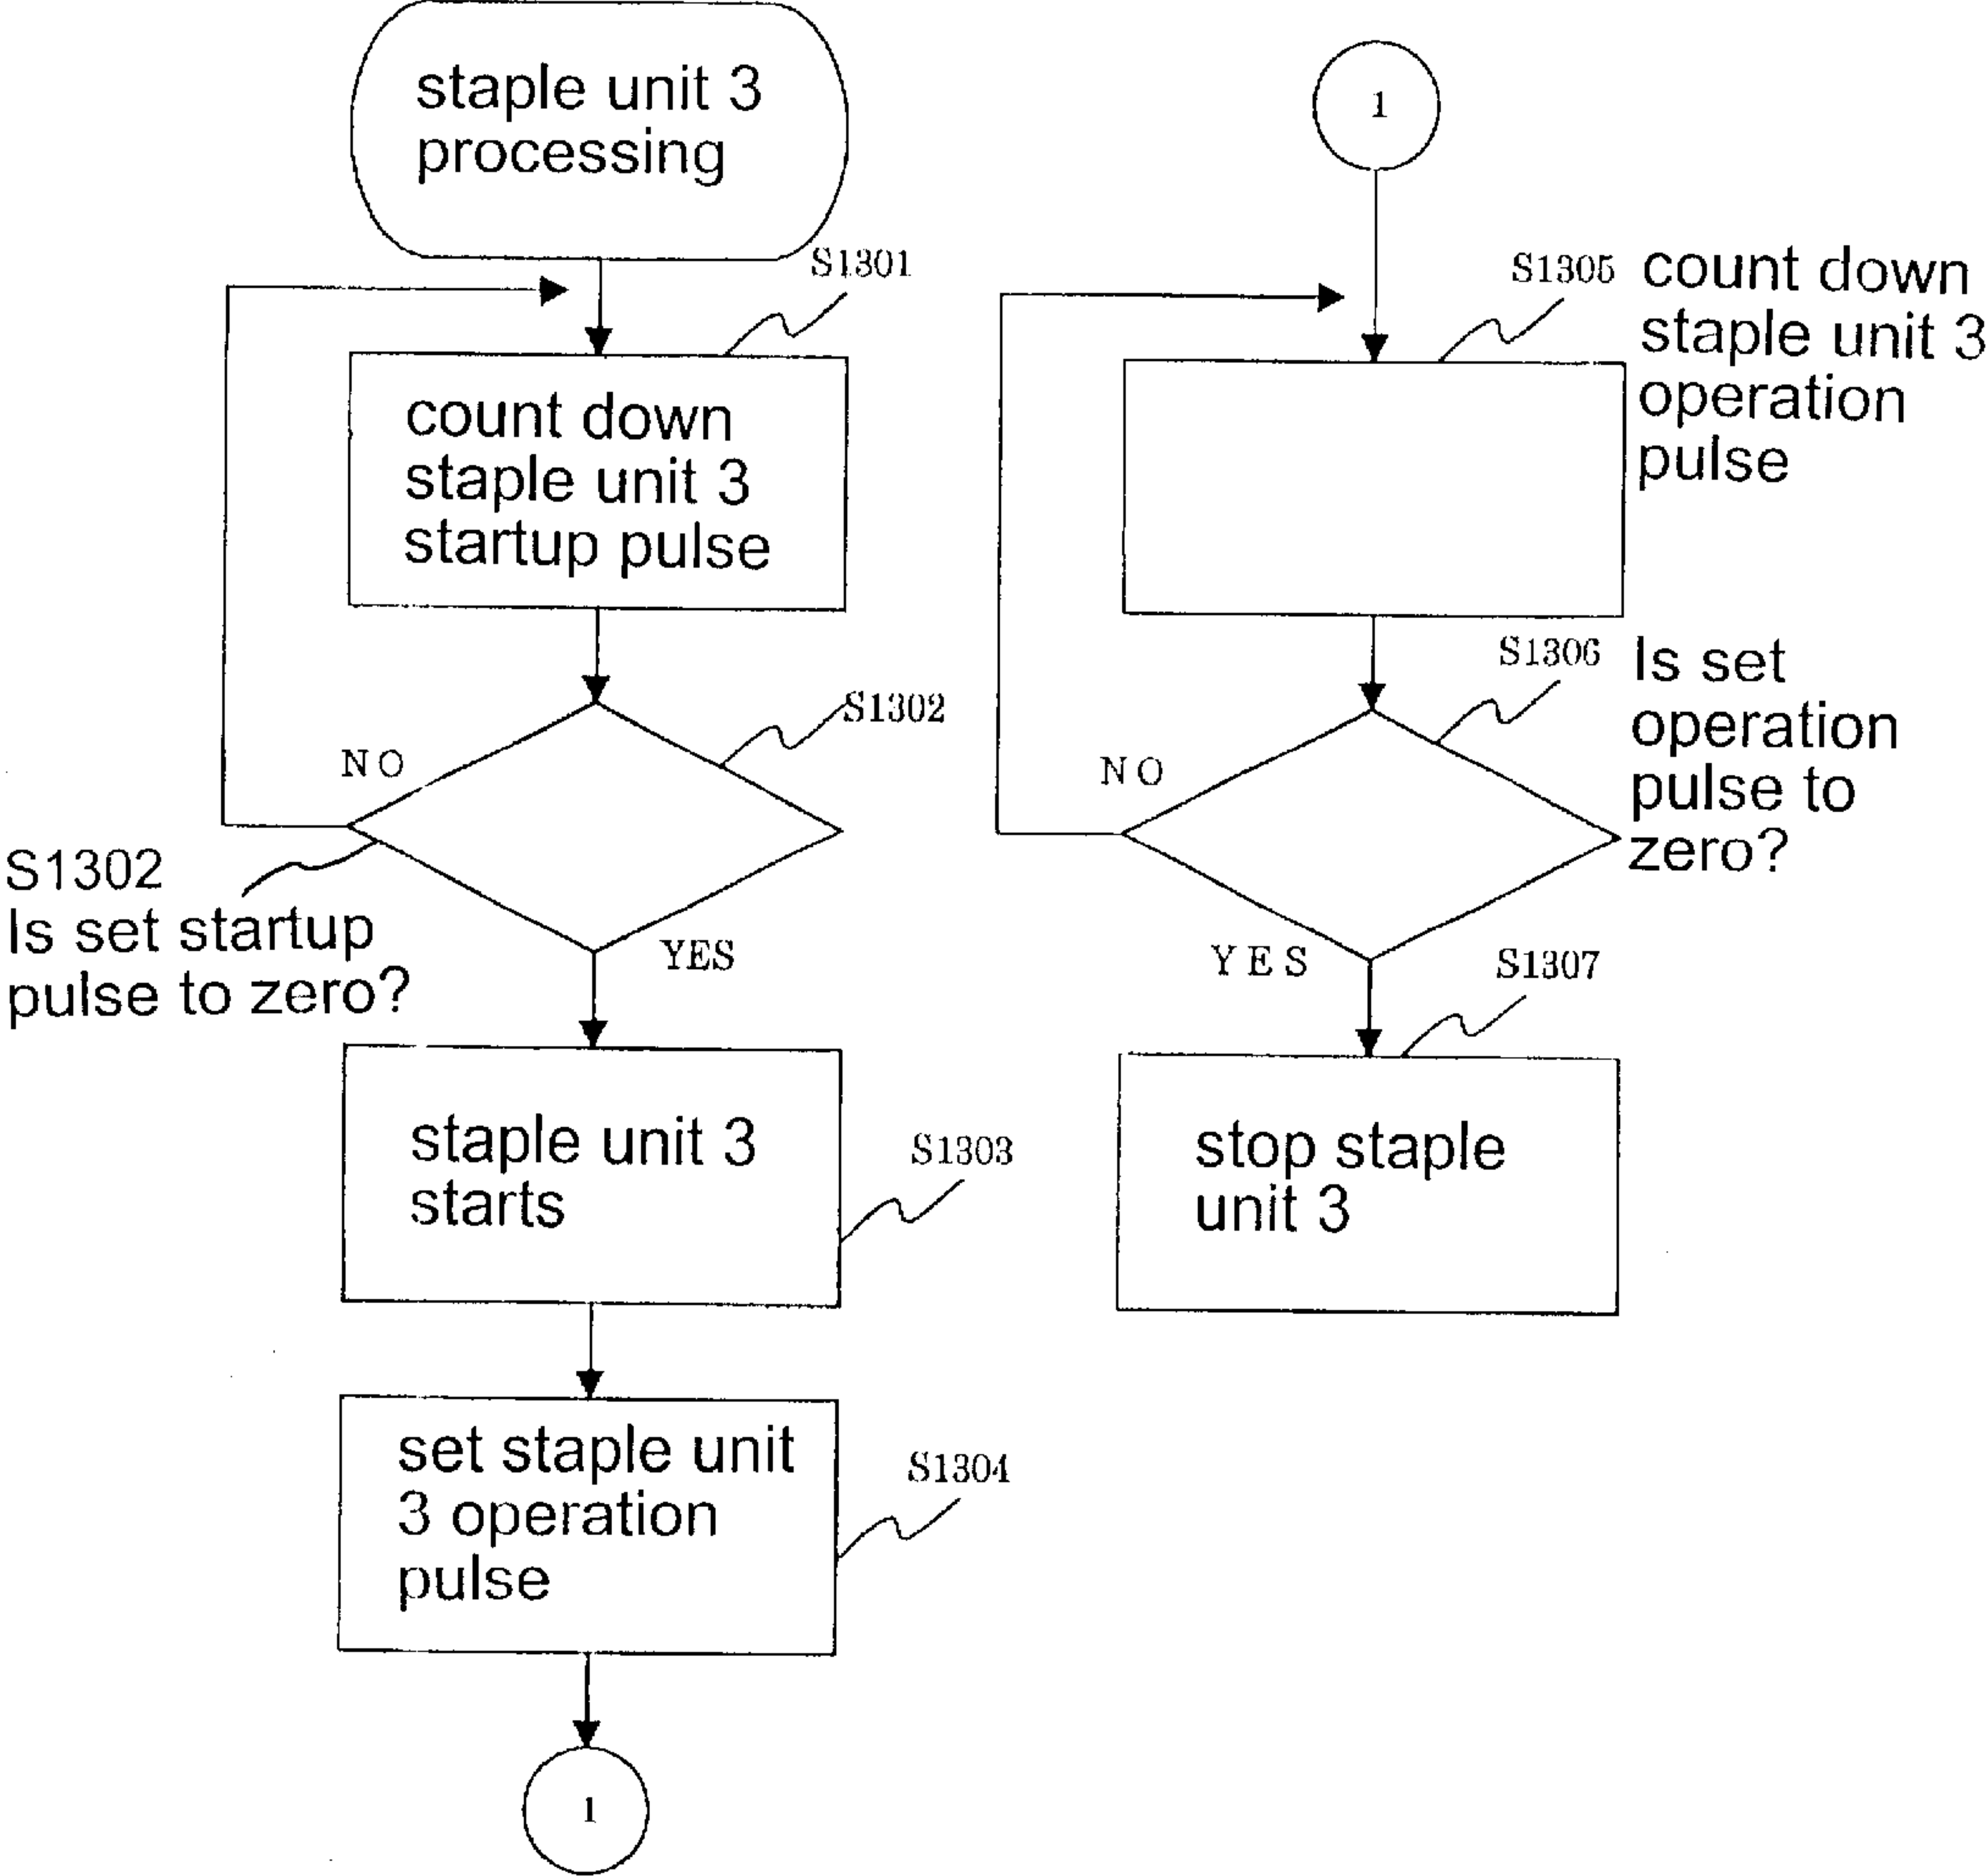 staple unit 3
processing
S1301
count down
staple unit 3
startup pulse
S1302
NO
S1302
Is set startup
pulse to zero?
YES
staple unit 3
starts
S1303
set staple unit
3 operation
pulse
S1304
1
1
S1305
count down
staple unit 3
operation
pulse
S1306
Is set
operation
pulse to
zero?
NO
YES
S1307
stop staple
unit 3